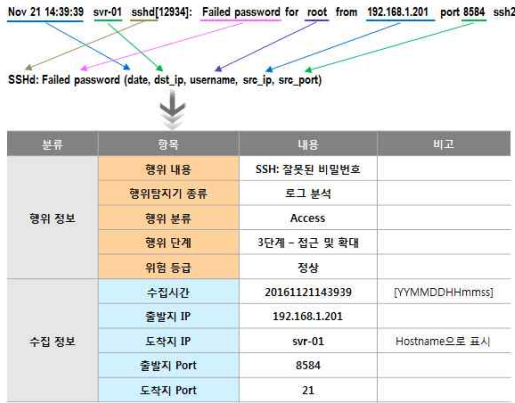 Nov 21 14:39:39 svr-01 sshd[12934]: Failed password for root from 192.168.1.201 port 8584 ssh2
SSHd: Failed password (date, dst_ip, username, src_ip, src_port)
분류 항목 내용 비고
행위 정보
행위 내용 SSH: 잘못된 비밀번호
행위탐지기 종류 로그 분석
행위 분류 Access
행위 단계 3단계 – 접근 및 확대
위험 등급 정상
수집 정보
수집시간 20161121143939 [YYMMDDHHmmss]
출발지 IP 192.168.1.201
도착지 IP svr-01 Hostname으로 표시
출발지 Port 8584
도착지 Port 21